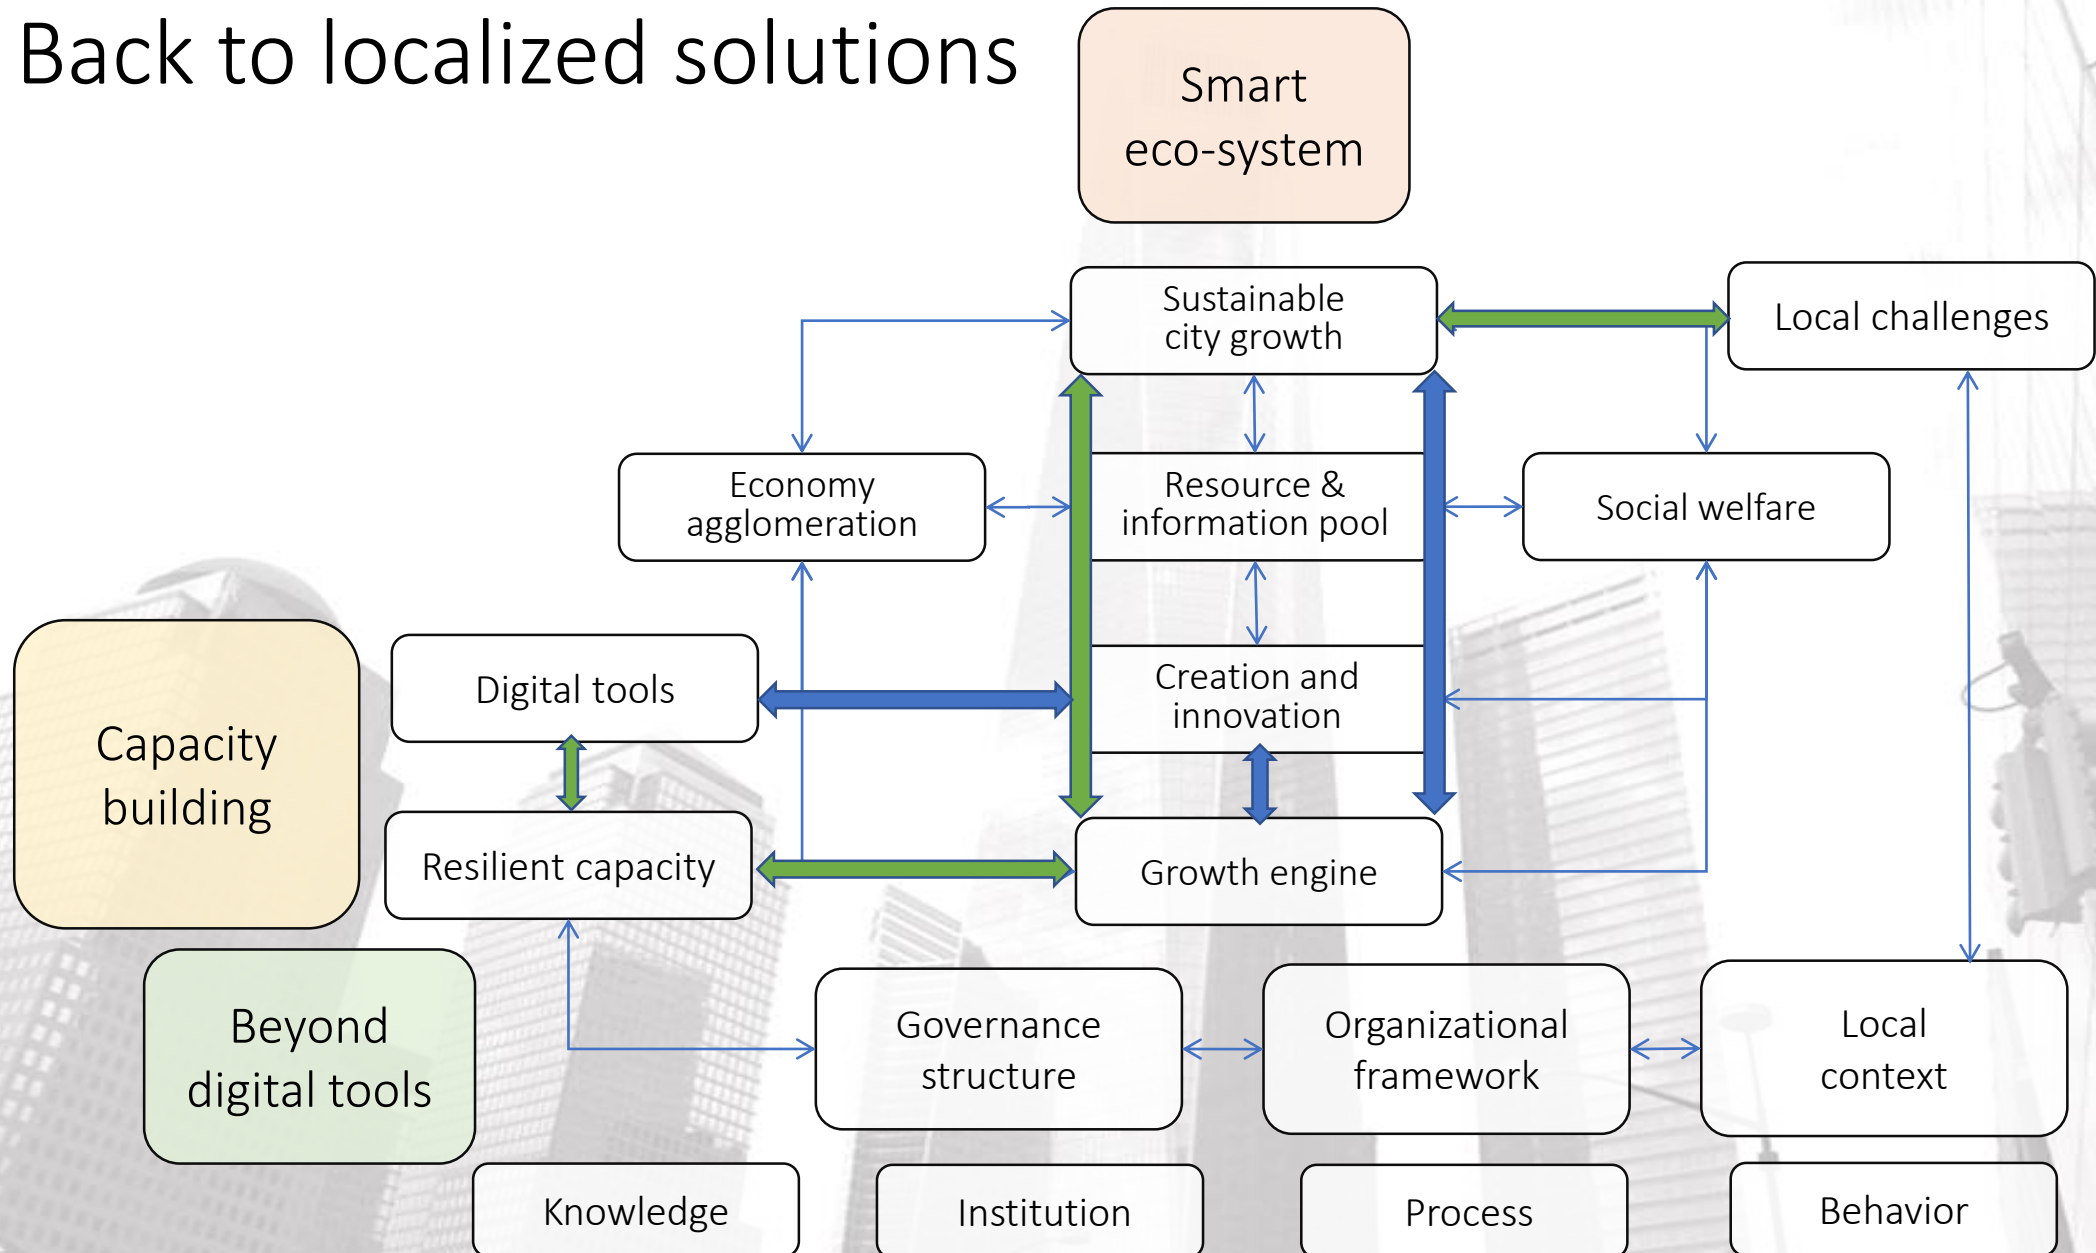 Back to localized solutions
Smart
eco-system
Sustainable
city growth
Local challenges
Economy
agglomeration
Resource &
information pool
Social welfare
Digital tools
Creation and
innovation
Capacity
building
Resilient capacity
Growth engine
Beyond
digital tools
Governance
structure
Organizational
framework
Local
context
Knowledge
Institution
Process
Behavior